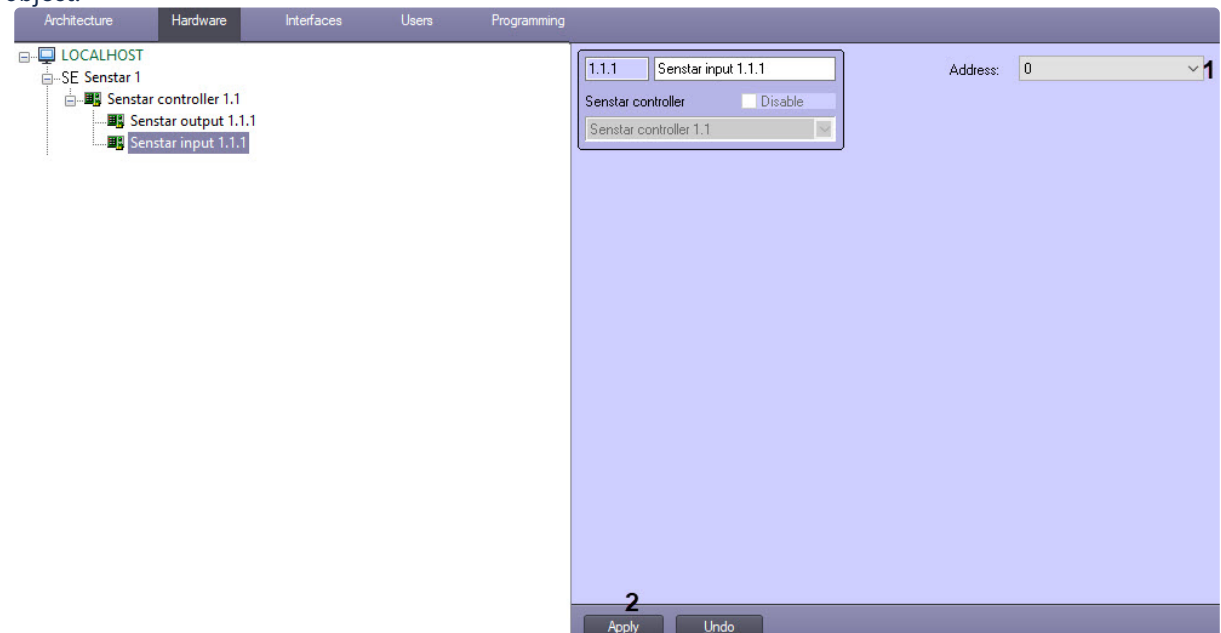 object.
Architecture Hardware Interfaces Users Programming
LOCALHOST
SE Senstar 1
Senstar controller 1.1
Senstar output 1.1.1
Senstar input 1.1.1
1.1.1 Senstar input 1.1.1
Senstar controller Disable
Senstar controller 1.1
Address: 0 1
2
Apply Undo